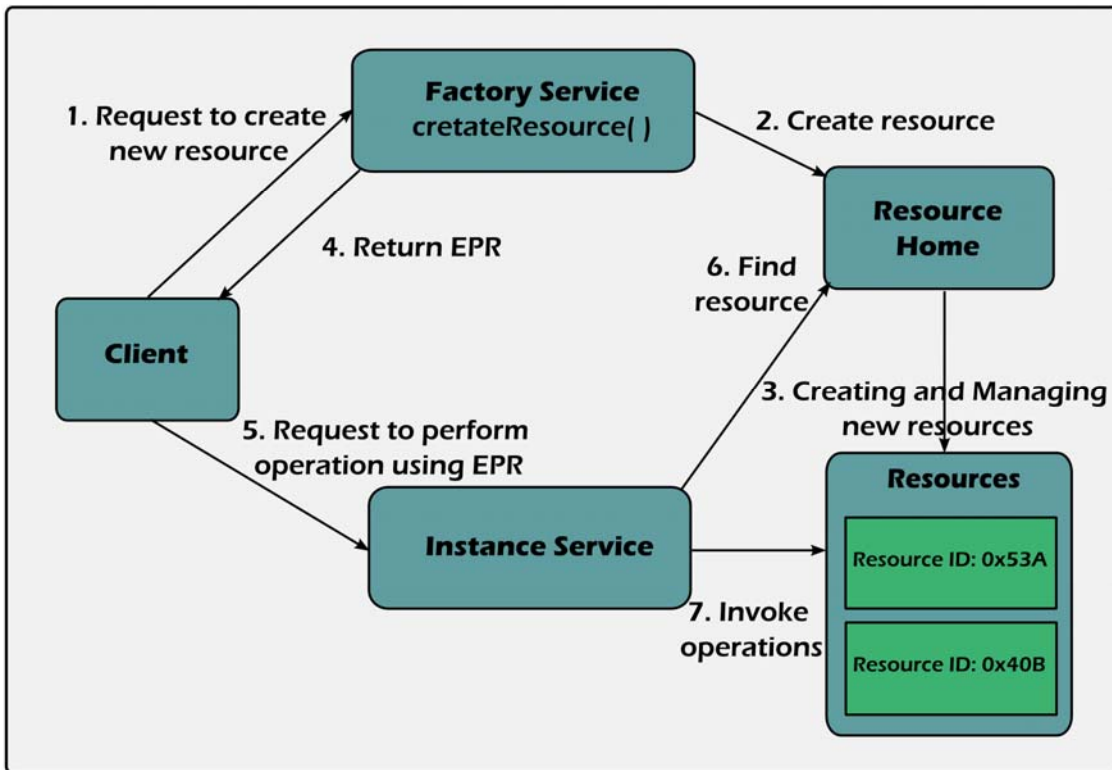 Factory Service
cretateResource( )
1. Request to create
new resource
2. Create resource
Resource
Home
4. Return EPR
6. Find
resource
Client
3. Creating and Managing
new resources
5. Request to perform
operation using EPR
Resources
Instance Service
Resource ID: 0x53A
7. Invoke
operations
Resource ID: 0x40B